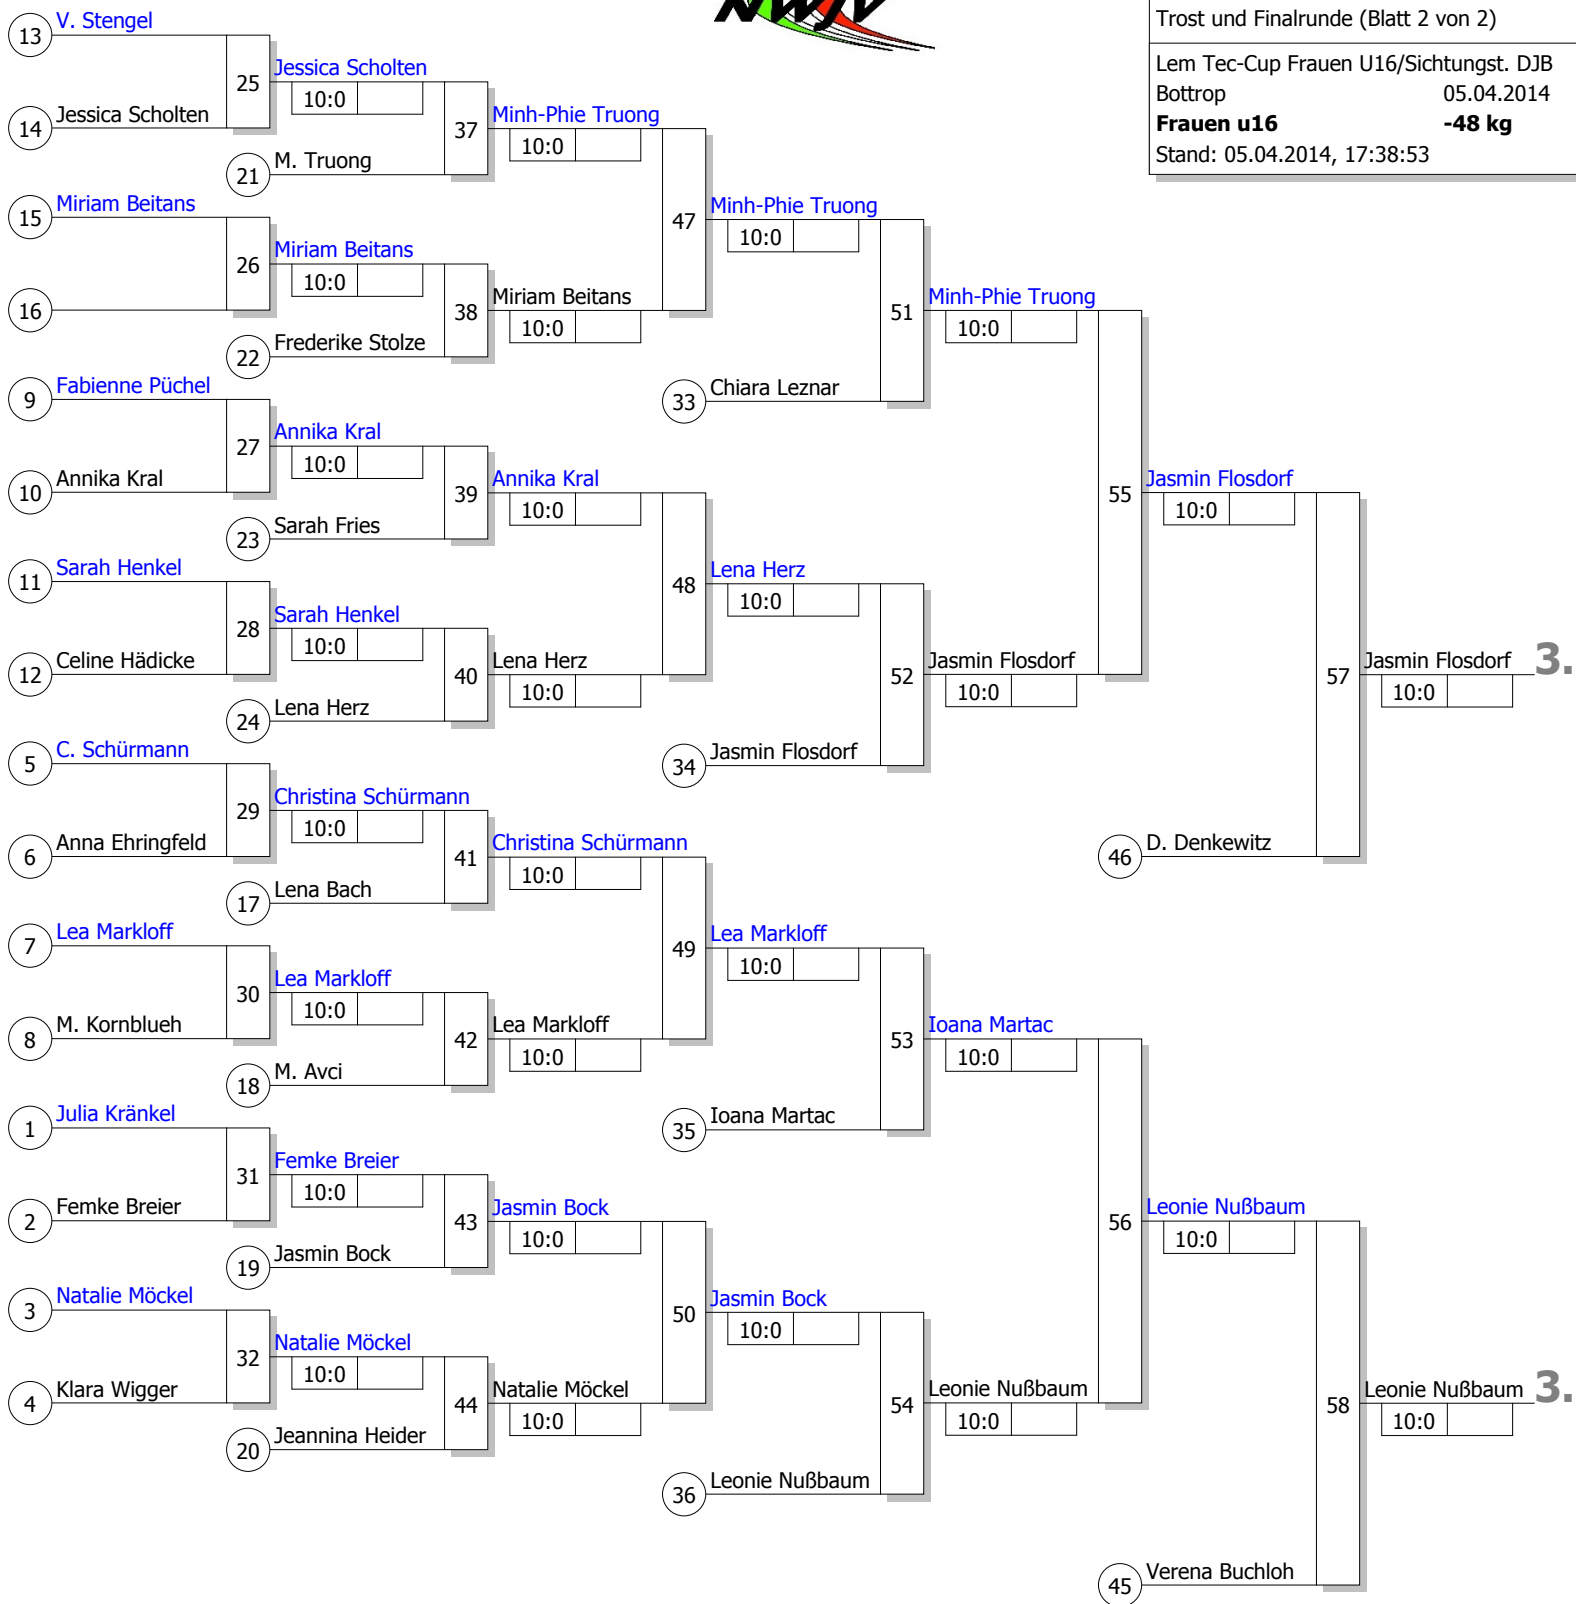 NWJV
Trost und Finalrunde (Blatt 2 von 2)
Lem Tec-Cup Frauen U16/Sichtungst. DJB
Bottrop 05.04.2014
Frauen u16 -48 kg
Stand: 05.04.2014, 17:38:53
13 V. Stengel
25 Jessica Scholten
10:0
14 Jessica Scholten
37 Minh-Phie Truong
10:0
21 M. Truong
15 Miriam Beitans
47 Minh-Phie Truong
10:0
26 Miriam Beitans
10:0
16
38 Miriam Beitans
10:0
22 Frederike Stolze
51 Minh-Phie Truong
10:0
33 Chiara Leznar
9 Fabienne Püchel
27 Annika Kral
10:0
10 Annika Kral
39 Annika Kral
10:0
23 Sarah Fries
55 Jasmin Flosdorf
10:0
11 Sarah Henkel
48 Lena Herz
10:0
28 Sarah Henkel
10:0
12 Celine Hädicke
40 Lena Herz
10:0
24 Lena Herz
52 Jasmin Flosdorf
10:0
34 Jasmin Flosdorf
57 Jasmin Flosdorf 3.
10:0
5 C. Schürmann
29 Christina Schürmann
10:0
6 Anna Ehringfeld
41 Christina Schürmann
10:0
46 D. Denkewitz
17 Lena Bach
7 Lea Markloff
49 Lea Markloff
10:0
30 Lea Markloff
10:0
8 M. Kornblueh
42 Lea Markloff
10:0
18 M. Avci
53 Ioana Martac
10:0
35 Ioana Martac
1 Julia Kränkel
31 Femke Breier
10:0
2 Femke Breier
43 Jasmin Bock
10:0
19 Jasmin Bock
56 Leonie Nußbaum
10:0
3 Natalie Möckel
50 Jasmin Bock
10:0
32 Natalie Möckel
10:0
4 Klara Wigger
44 Natalie Möckel
10:0
20 Jeannina Heider
54 Leonie Nußbaum
10:0
36 Leonie Nußbaum
58 Leonie Nußbaum 3.
10:0
45 Verena Buchloh